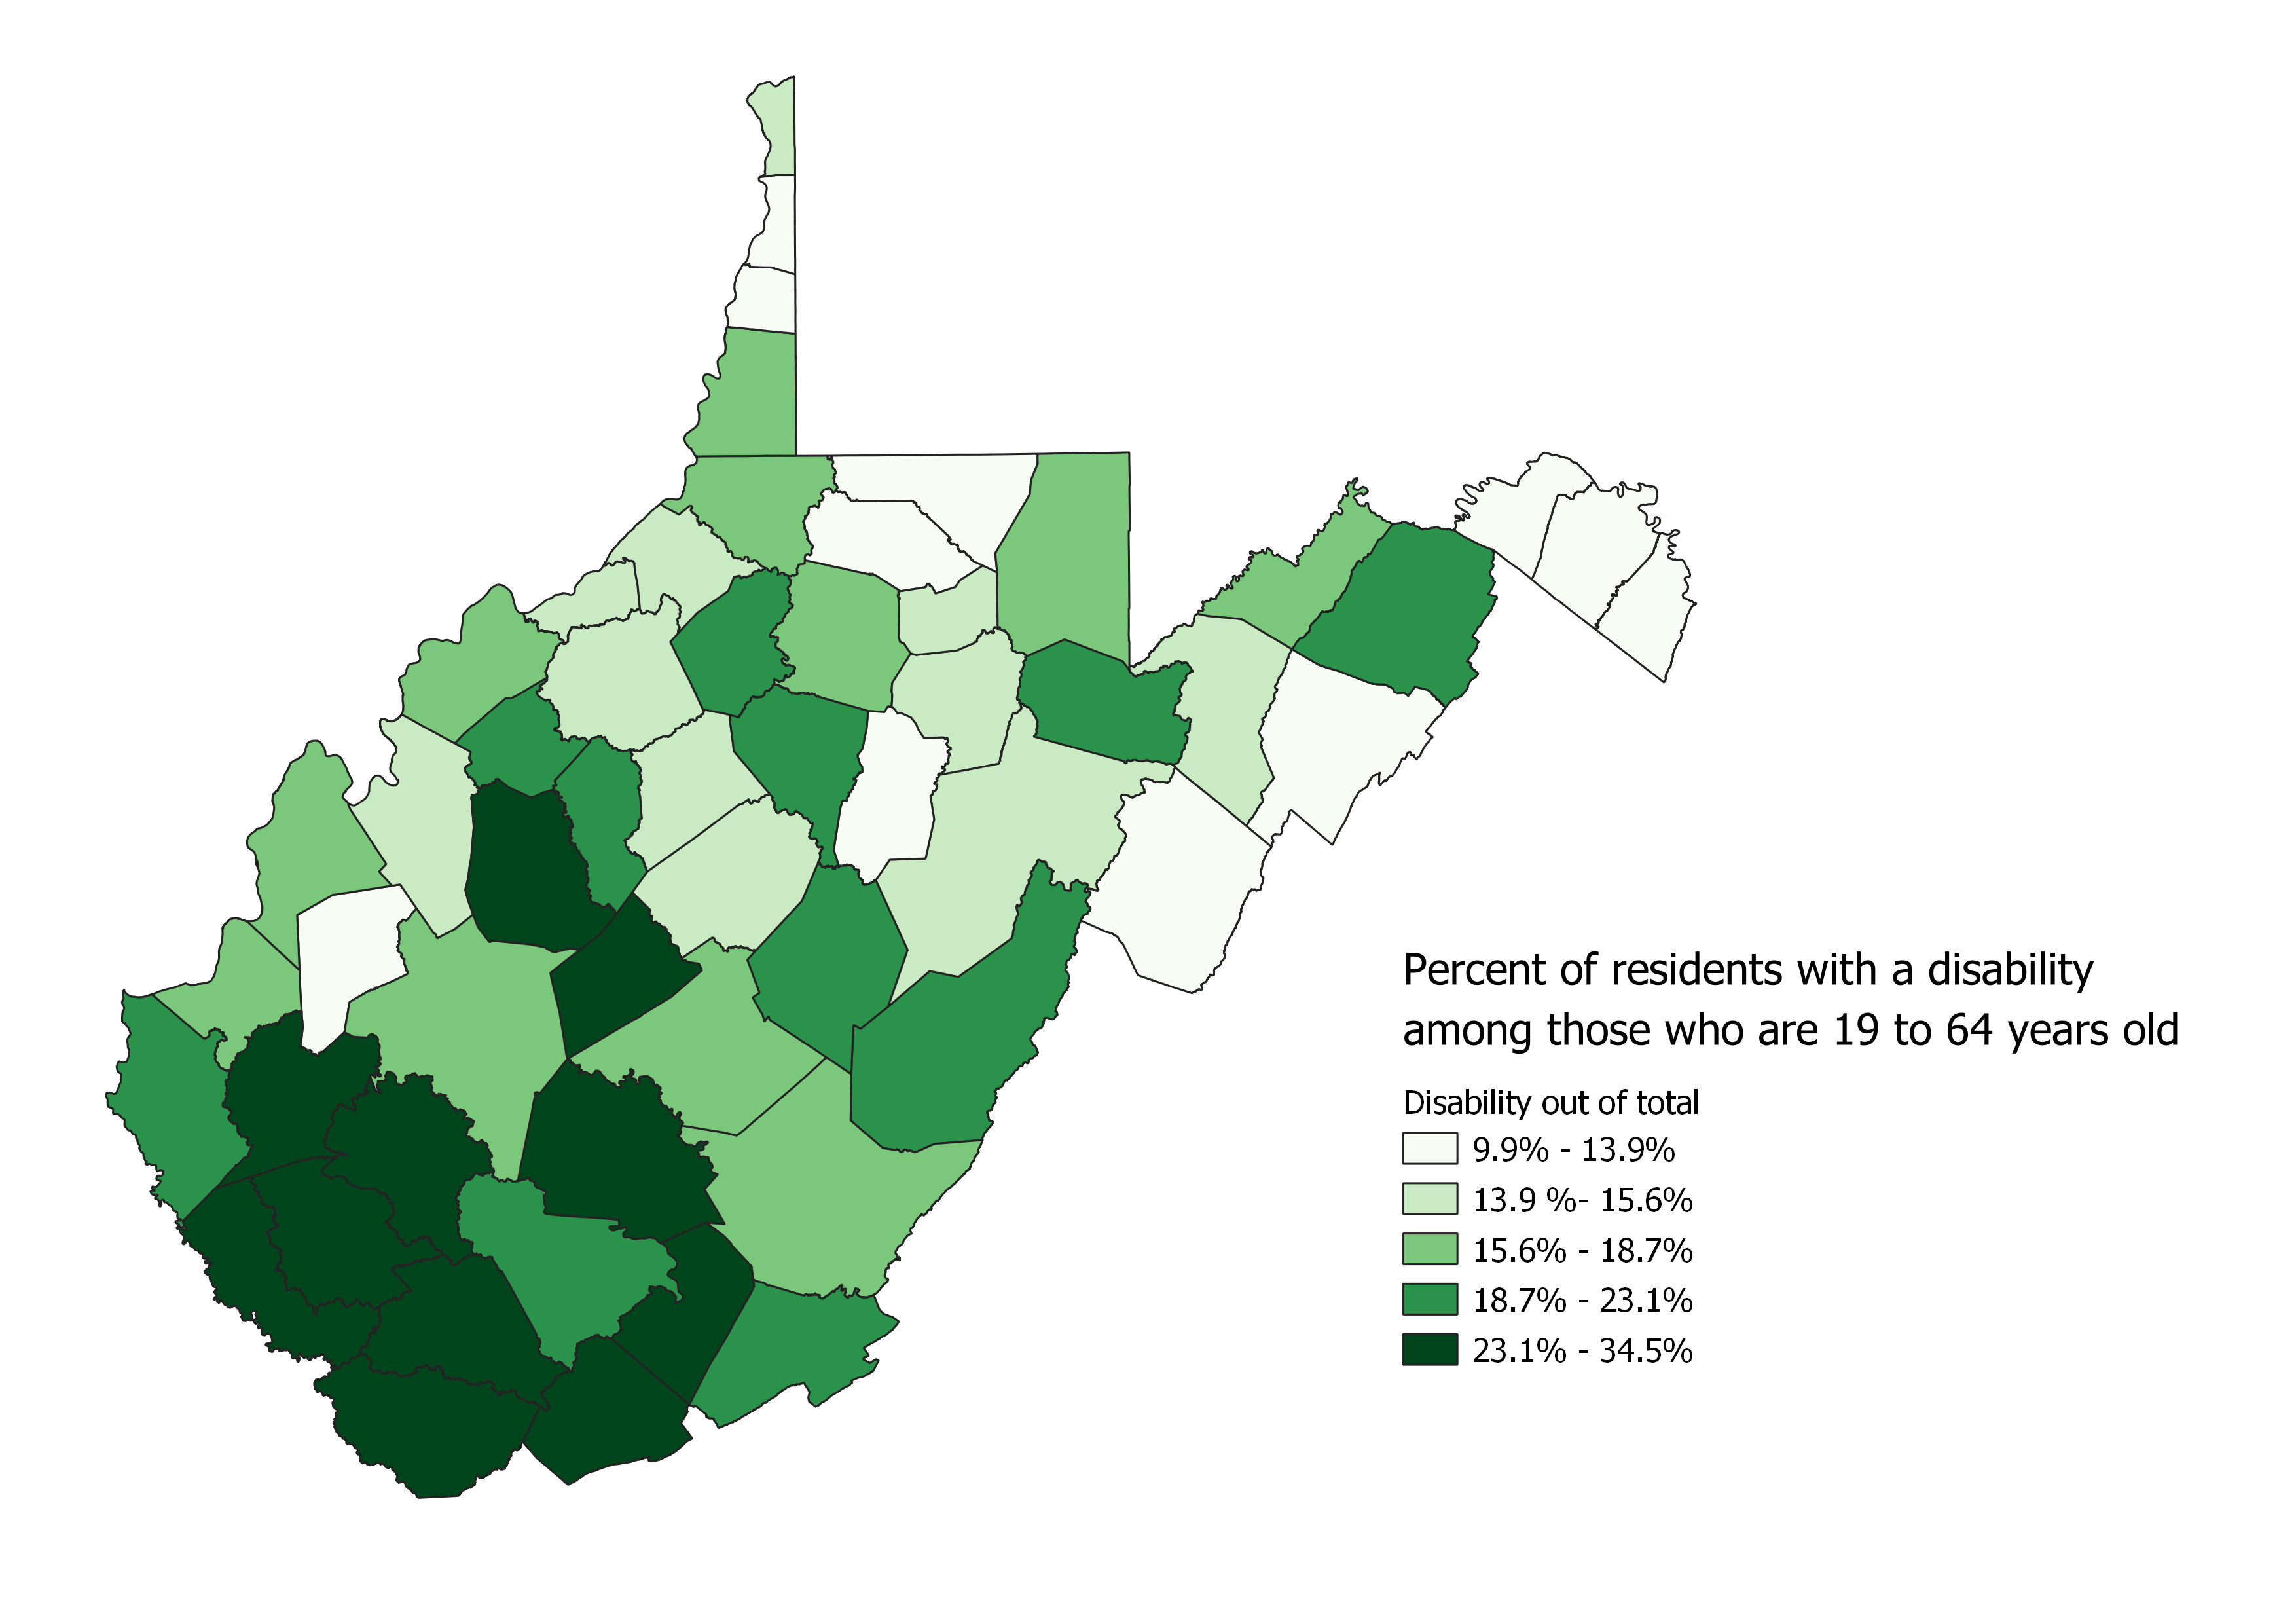 Percent of residents with a disability
among those who are 19 to 64 years old
Disability out of total
9.9% - 13.9%
13.9 %- 15.6%
15.6% - 18.7%
18.7% - 23.1%
23.1% - 34.5%